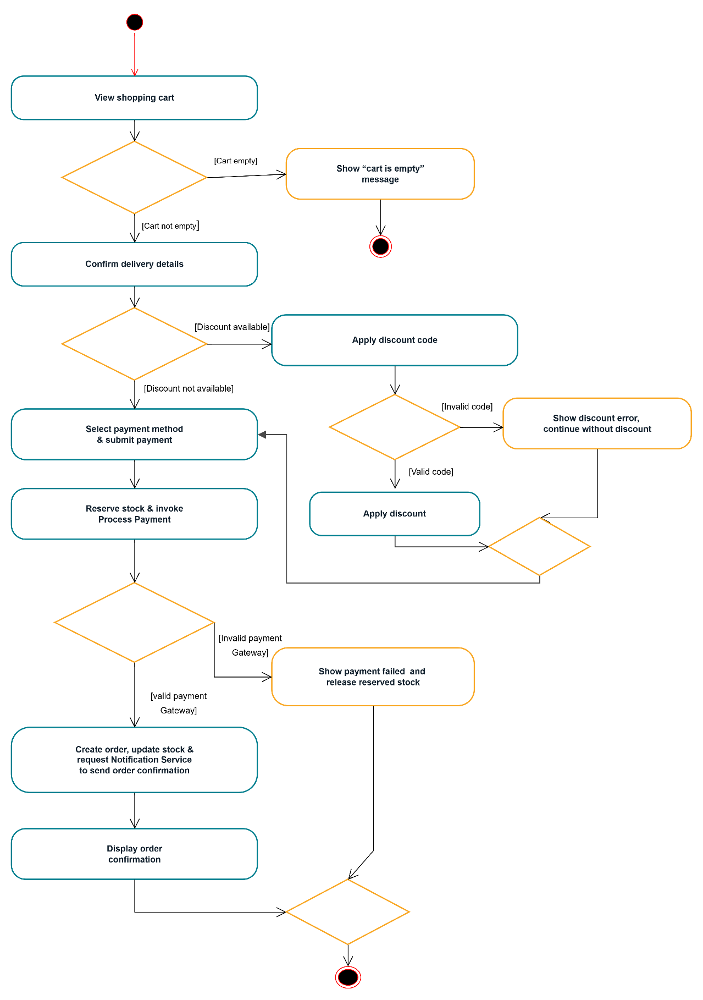 View shopping cart
[Cart empty]
Show “cart is empty”
message
[Cart not empty]
Confirm delivery details
[Discount available]
Apply discount code
[Discount not available]
[Invalid code]
Show discount error,
continue without discount
Select payment method
& submit payment
[Valid code]
Reserve stock & invoke
Process Payment
Apply discount
[Invalid payment
Gateway]
Show payment failed  and
release reserved stock
[valid payment
Gateway]
Create order, update stock &
request Notification Service
to send order confirmation
Display order
confirmation